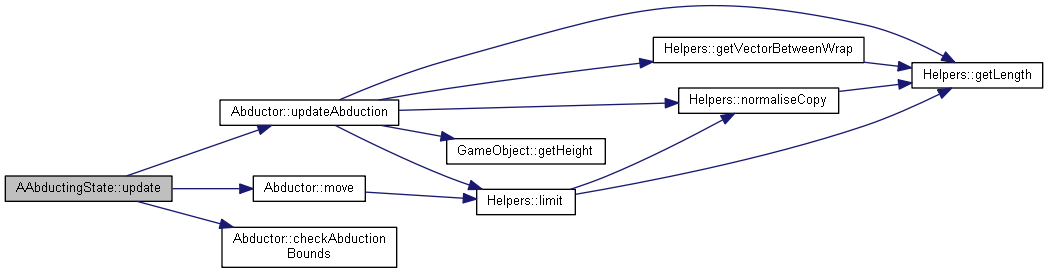 AAbductingState::update
Abductor::updateAbduction
Abductor::move
Abductor::checkAbduction
Bounds
Helpers::getVectorBetweenWrap
Helpers::normaliseCopy
GameObject::getHeight
Helpers::limit
Helpers::getLength